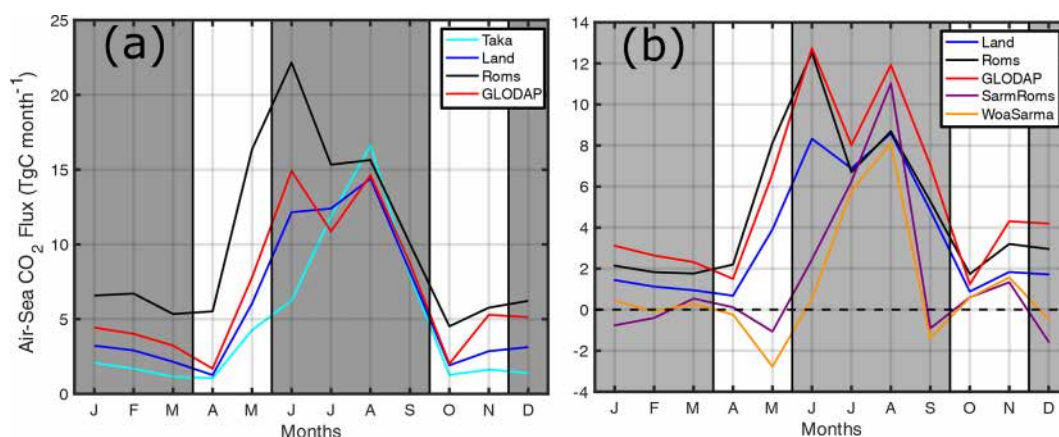 (a)
Taka
Land
Roms
GLODAP
Air-Sea CO2 Flux (TgC month-1)
25
20
15
10
5
0
J F M A M J J A S O N D
Months
(b)
Land
Roms
GLODAP
SarmRoms
WoaSarma
14
12
10
8
6
4
2
0
-2
-4
J F M A M J J A S O N D
Months